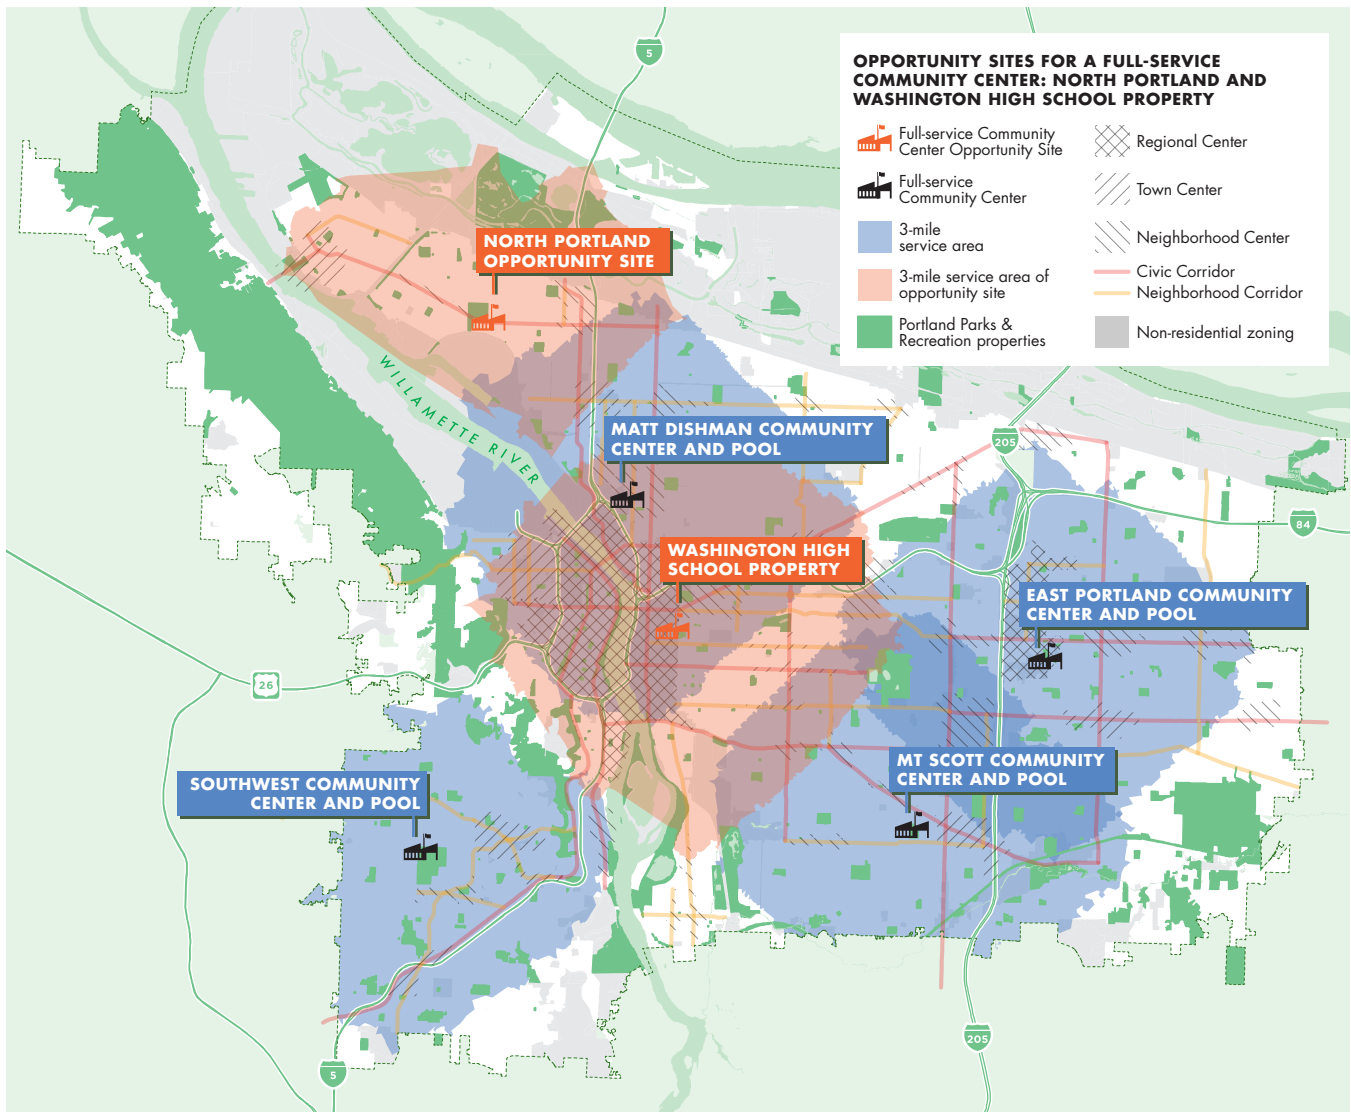 OPPORTUNITY SITES FOR A FULL-SERVICE
COMMUNITY CENTER: NORTH PORTLAND AND
WASHINGTON HIGH SCHOOL PROPERTY
Full-service Community
Center Opportunity Site
Full-service
Community Center
3-mile
service area
3-mile service area of
opportunity site
Portland Parks &
Recreation properties
Regional Center
Town Center
Neighborhood Center
Civic Corridor
Neighborhood Corridor
Non-residential zoning
5
NORTH PORTLAND
OPPORTUNITY SITE
WILLAMETTE RIVER
MATT DISHMAN COMMUNITY
CENTER AND POOL
205
84
WASHINGTON HIGH
SCHOOL PROPERTY
EAST PORTLAND COMMUNITY
CENTER AND POOL
26
MT SCOTT COMMUNITY
CENTER AND POOL
SOUTHWEST COMMUNITY
CENTER AND POOL
205
5